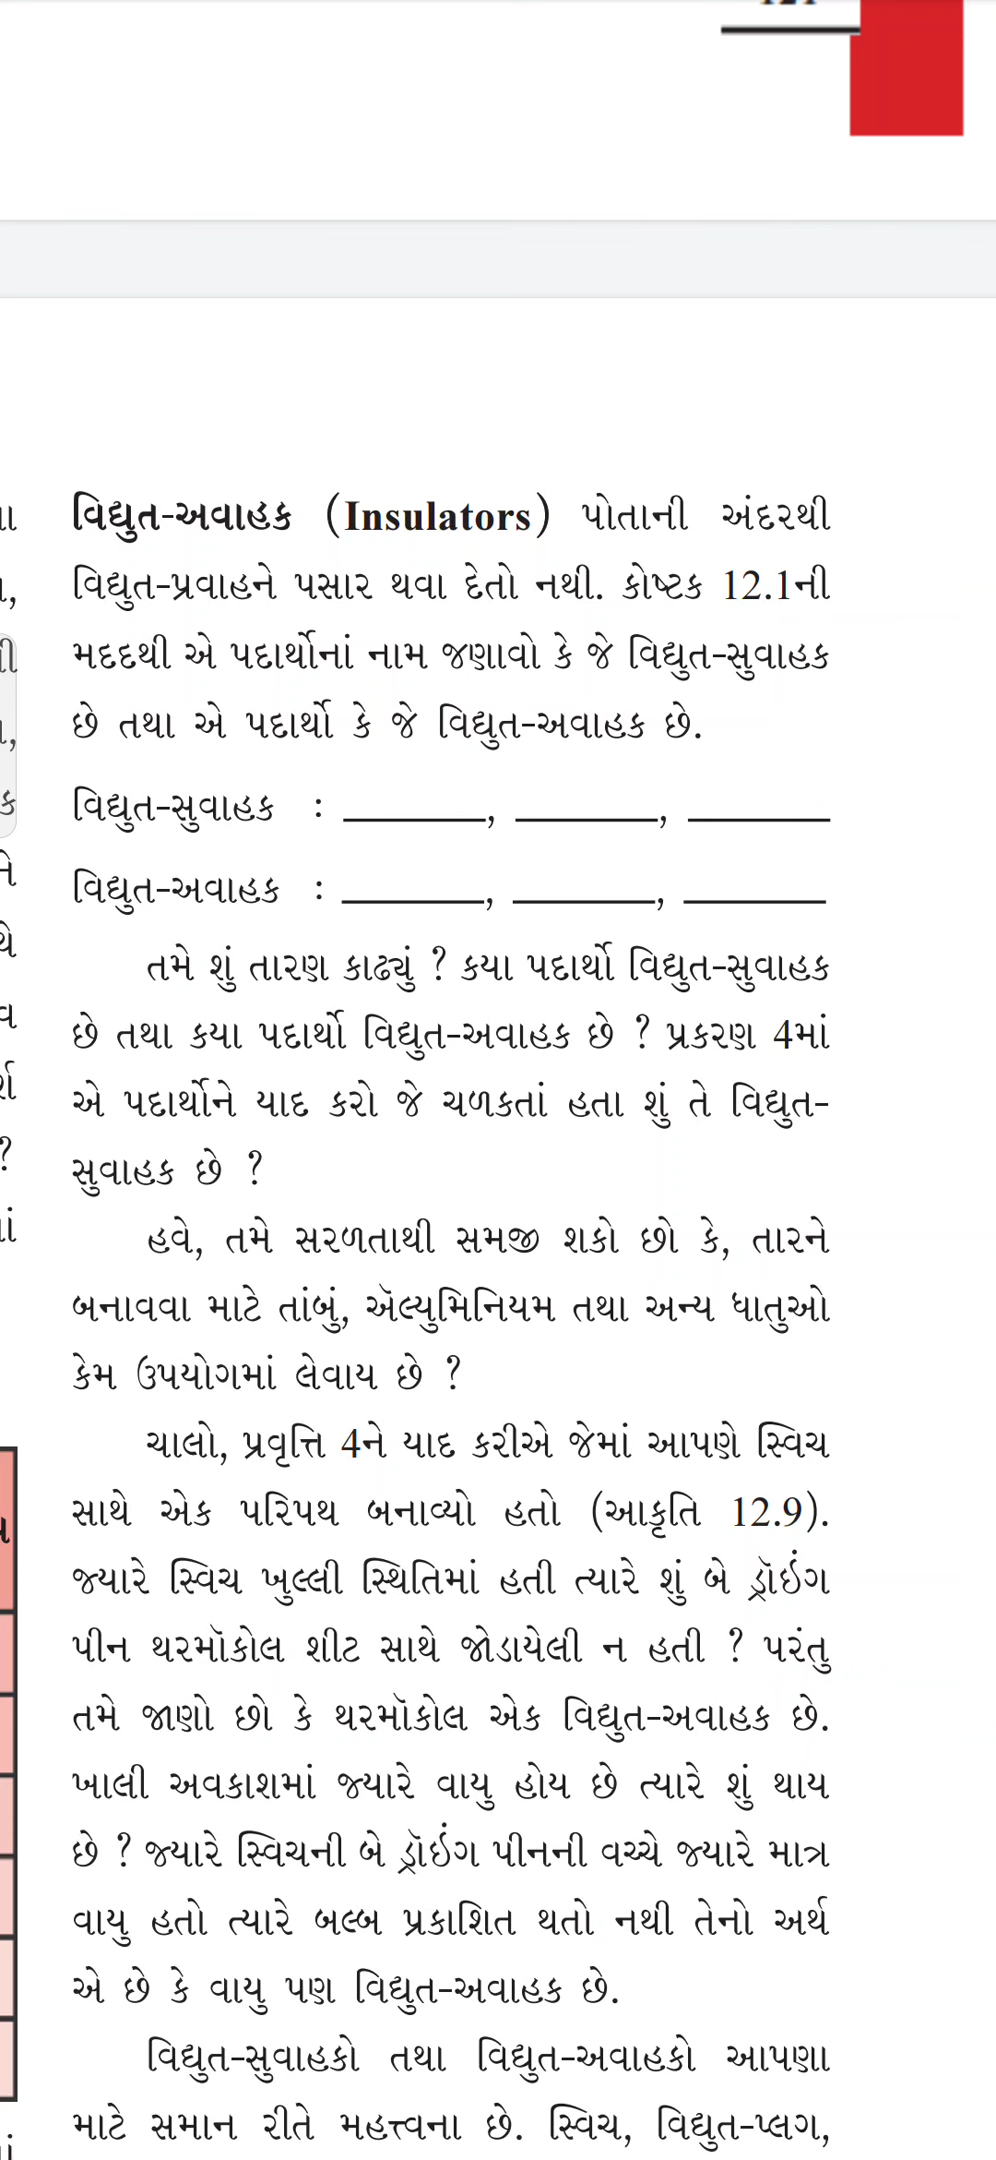 વિદ્યુત-અવાહક (Insulators) પોતાની અંદરથી
વિદ્યુત-પ્રવાહને પસાર થવા દેતો નથી. કોષ્ટક 12.1ની
મદદથી એ પદાર્થોનાં નામ જણાવો કે જે વિદ્યુત-સુવાહક
છે તથા એ પદાર્થો કે જે વિદ્યુત-અવાહક છે.
વિદ્યુત-સુવાહક : ______, ______, ______
વિદ્યુત-અવાહક : ______, ______, ______
તમે શું તારણ કાઢ્યું ? કયા પદાર્થો વિદ્યુત-સુવાહક
છે તથા કયા પદાર્થો વિદ્યુત-અવાહક છે ? પ્રકરણ 4માં
એ પદાર્થોને યાદ કરો જે ચળકતાં હતા શું તે વિદ્યુત-
સુવાહક છે ?
હવે, તમે સરળતાથી સમજી શકો છો કે, તારને
બનાવવા માટે તાંબું, ઍલ્યુમિનિયમ તથા અન્ય ધાતુઓ
કેમ ઉપયોગમાં લેવાય છે ?
ચાલો, પ્રવૃત્તિ 4ને યાદ કરીએ જેમાં આપણે સ્વિચ
સાથે એક પરિપથ બનાવ્યો હતો (આકૃતિ 12.9).
જ્યારે સ્વિચ ખુલ્લી સ્થિતિમાં હતી ત્યારે શું બે ડ્રૉઇંગ
પીન થરમૉકોલ શીટ સાથે જોડાયેલી ન હતી ? પરંતુ
તમે જાણો છો કે થરમૉકોલ એક વિદ્યુત-અવાહક છે.
ખાલી અવકાશમાં જ્યારે વાયુ હોય છે ત્યારે શું થાય
છે ? જ્યારે સ્વિચની બે ડ્રૉઇંગ પીનની વચ્ચે જ્યારે માત્ર
વાયુ હતો ત્યારે બલ્બ પ્રકાશિત થતો નથી તેનો અર્થ
એ છે કે વાયુ પણ વિદ્યુત-અવાહક છે.
વિદ્યુત-સુવાહકો તથા વિદ્યુત-અવાહકો આપણા
માટે સમાન રીતે મહત્ત્વના છે. સ્વિચ, વિદ્યુત-પ્લગ,